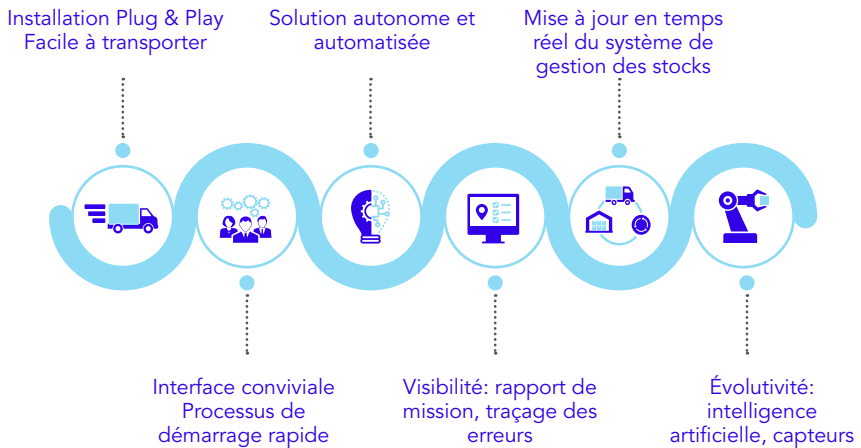 Installation Plug & Play
Facile à transporter
Solution autonome et
automatisée
Mise à jour en temps
réel du système de
gestion des stocks
Interface conviviale
Processus de
démarrage rapide
Visibilité: rapport de
mission, traçage des
erreurs
Évolutivité:
intelligence
artificielle, capteurs